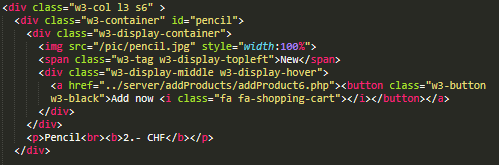 <div class="w3-col l3 s6" >
<div class="w3-container" id="pencil">
<div class="w3-display-container">
<img src="/pic/pencil.jpg" style="width:100%">
<span class="w3-tag w3-display-topleft">New</span>
<div class="w3-display-middle w3-display-hover">
<a href="../server/addProducts/addProduct6.php"><button class="w3-button
w3-black">Add now <i class="fa fa-shopping-cart"></i></button></a>
</div>
</div>
<p>Pencil<br><b>2.- CHF</b></p>
</div>